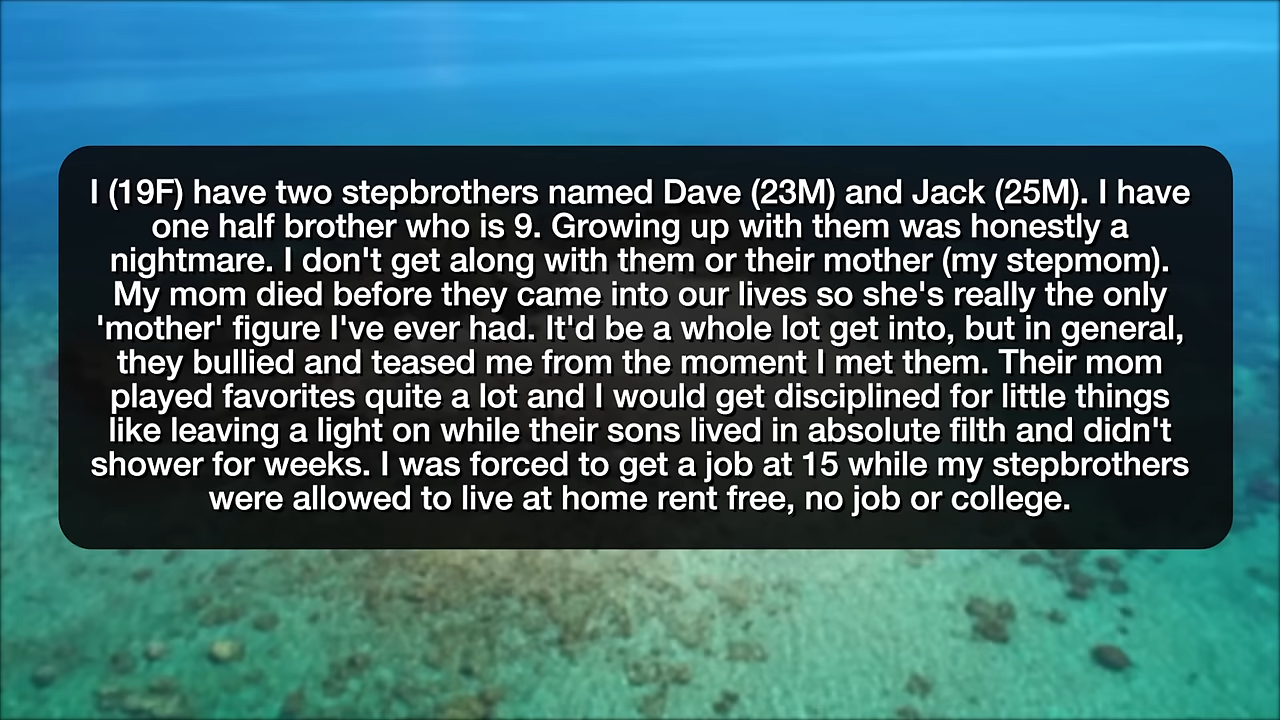 I (19F) have two stepbrothers named Dave (23M) and Jack (25M). I have
one half brother who is 9. Growing up with them was honestly a
nightmare. I don't get along with them or their mother (my stepmom).
My mom died before they came into our lives so she's really the only
'mother' figure I've ever had. It'd be a whole lot get into, but in general,
they bullied and teased me from the moment I met them. Their mom
played favorites quite a lot and I would get disciplined for little things
like leaving a light on while their sons lived in absolute filth and didn't
shower for weeks. I was forced to get a job at 15 while my stepbrothers
were allowed to live at home rent free, no job or college.